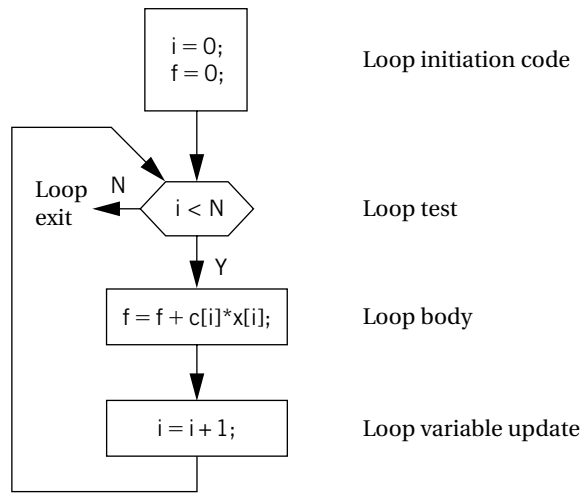 i = 0;
f = 0;
Loop initiation code
Loop
exit
N
i < N
Loop test
Y
f = f + c[i]*x[i];
Loop body
i = i + 1;
Loop variable update